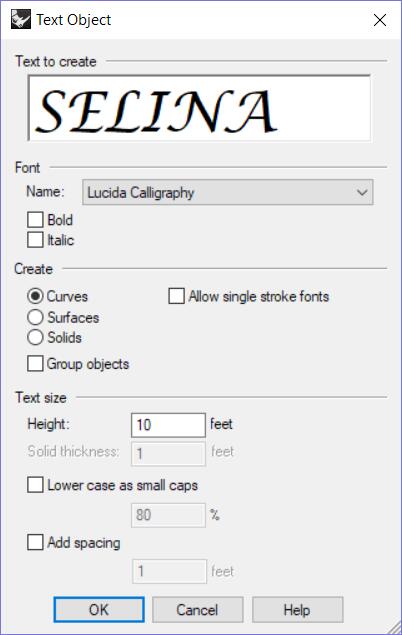 Text Object
Text to create
SELINA
Font
Name: Lucida Calligraphy
Bold
Italic
Create
Curves Allow single stroke fonts
Surfaces
Solids
Group objects
Text size
Height: 10 feet
Solid thickness: 1 feet
Lower case as small caps
80 %
Add spacing
1 feet
OK Cancel Help